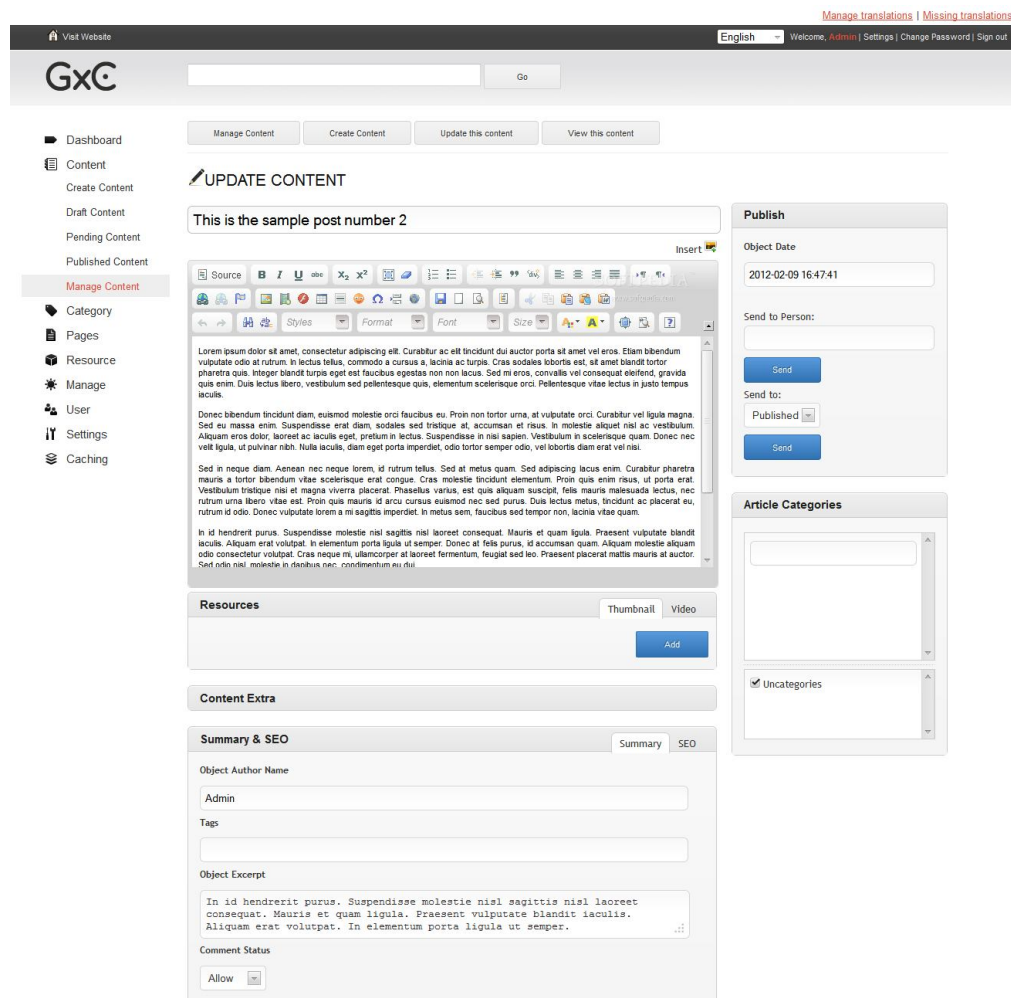 Manage translations | Missing translations
Visit Website
English
Welcome, Admin | Settings | Change Password | Sign out
GxC
Go
Dashboard
Content
Create Content
Draft Content
Pending Content
Published Content
Manage Content
Category
Pages
Resource
Manage
User
Settings
Caching
Manage Content
Create Content
Update this content
View this content
UPDATE CONTENT
This is the sample post number 2
Insert
Source
Styles
Format
Font
Size
Lorem ipsum dolor sit amet, consectetur adipiscing elit. Curabitur ac elit tincidunt dui auctor porta sit amet vel eros. Etiam bibendum
vulputate odio at rutrum. In lectus tellus, commodo a cursus a, lacinia ac turpis. Cras sodales lobortis est, sit amet blandit tortor
pharetra quis. Integer blandit turpis eget est faucibus egestas non non lacus. Sed mi eros, convallis vel consequat eleifend, gravida
quis enim. Duis lectus libero, vestibulum sed pellentesque quis, elementum scelerisque orci. Pellentesque vitae lectus in justo tempus
iaculis.
Donec bibendum tincidunt diam, euismod molestie orci faucibus eu. Proin non tortor urna, at vulputate orci. Curabitur vel ligula magna.
Sed eu massa enim. Suspendisse erat diam, sodales sed tristique at, accumsan et risus. In molestie aliquet nisl ac vestibulum.
Aliquam eros dolor, laoreet ac iaculis eget, pretium in lectus. Suspendisse in nisi sapien. Vestibulum in scelerisque quam. Donec nec
velit ligula, ut pulvinar nibh. Nulla iaculis, diam eget porta imperdiet, odio tortor semper odio, vel lobortis diam erat vel nisi.
Sed in neque diam. Aenean nec neque lorem, id rutrum tellus. Sed at metus quam. Sed adipiscing lacus enim. Curabitur pharetra
mauris a tortor bibendum vitae scelerisque erat congue. Cras molestie tincidunt elementum. Proin quis enim risus, ut porta erat.
Vestibulum tristique nisi et magna viverra placerat. Phasellus varius, est quis aliquam suscipit, felis mauris malesuada lectus, nec
rutrum urna libero vitae est. Proin quis mauris id arcu cursus euismod nec sed purus. Duis lectus metus, tincidunt ac placerat eu,
rutrum id odio. Donec vulputate lorem a mi sagittis imperdiet. In metus sem, faucibus sed tempor non, lacinia vitae quam.
In id hendrerit purus. Suspendisse molestie nisl sagittis nisl laoreet consequat. Mauris et quam ligula. Praesent vulputate blandit
iaculis. Aliquam erat volutpat. In elementum porta ligula ut semper. Donec at felis purus, id accumsan quam. Aliquam molestie aliquam
odio consectetur volutpat. Cras neque mi, ullamcorper at laoreet fermentum, feugiat sed leo. Praesent placerat mattis mauris at auctor.
Sed odio nisl, molestie in dapibus nec, condimentum eu dui.
Resources
Thumbnail
Video
Add
Content Extra
Summary & SEO
Summary
SEO
Object Author Name
Admin
Tags
Object Excerpt
In id hendrerit purus. Suspendisse molestie nisl sagittis nisl laoreet
consequat. Mauris et quam ligula. Praesent vulputate blandit iaculis.
Aliquam erat volutpat. In elementum porta ligula ut semper.
Comment Status
Allow
Publish
Object Date
2012-02-09 16:47:41
Send to Person:
Send
Send to:
Published
Send
Article Categories
Uncategories